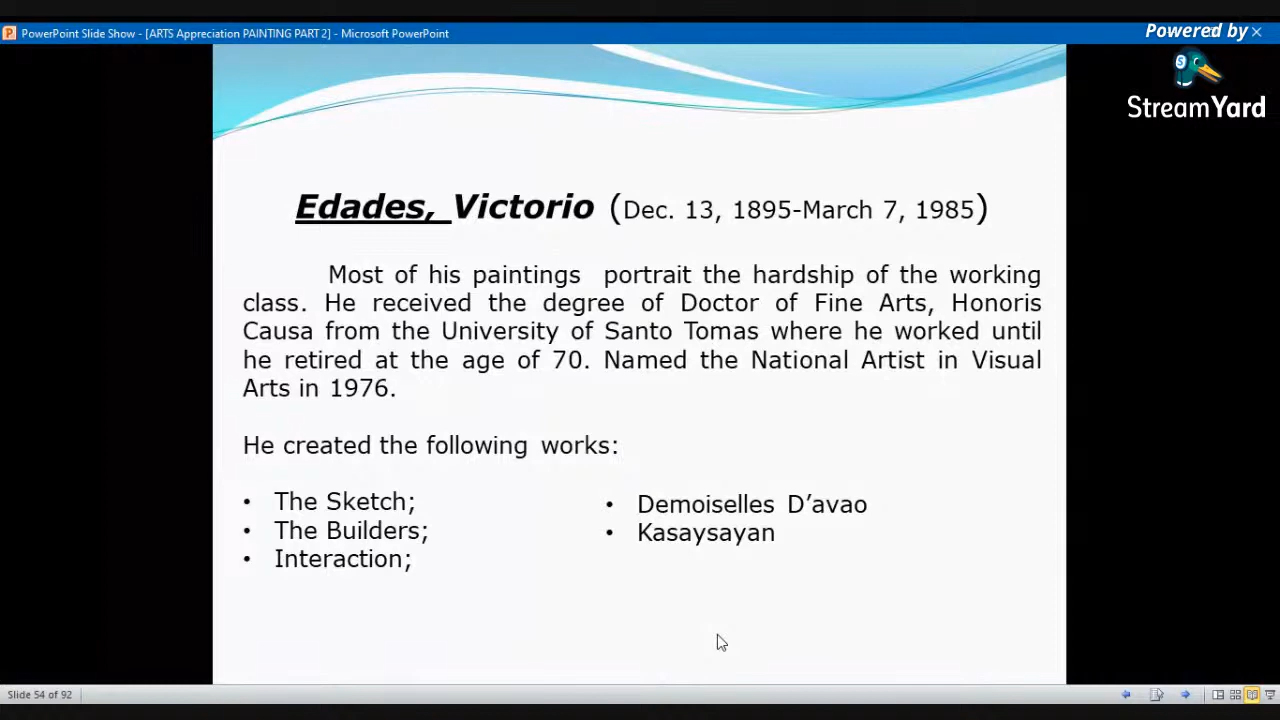 PowerPoint Slide Show - [ARTS Appreciation PAINTING PART 2] - Microsoft PowerPoint
Powered by
StreamYard
Edades, Victorio (Dec. 13, 1895-March 7, 1985)
Most of his paintings portrait the hardship of the working
class. He received the degree of Doctor of Fine Arts, Honoris
Causa from the University of Santo Tomas where he worked until
he retired at the age of 70. Named the National Artist in Visual
Arts in 1976.
He created the following works:
• The Sketch;
• The Builders;
• Interaction;
• Demoiselles D’avao
• Kasaysayan
Slide 54 of 92